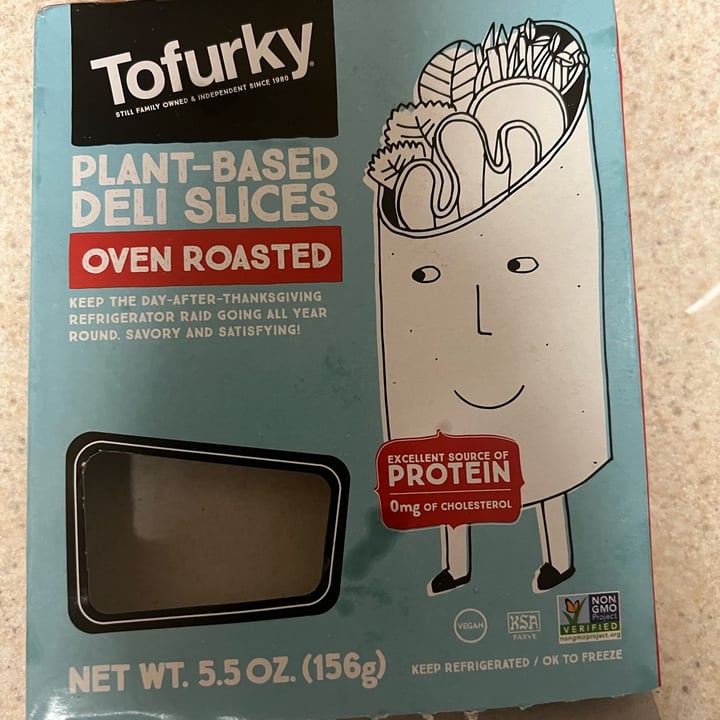 Tofurky®
STILL FAMILY OWNED & INDEPENDENT SINCE 1980
PLANT-BASED
DELI SLICES
OVEN ROASTED
KEEP THE DAY-AFTER-THANKSGIVING
REFRIGERATOR RAID GOING ALL YEAR
ROUND. SAVORY AND SATISFYING!
EXCELLENT SOURCE OF
PROTEIN
0mg OF CHOLESTEROL
VEGAN
KSA
PARVE
NON
GMO
Project
VERIFIED
nongmoproject.org
NET WT. 5.5 OZ. (156g)
KEEP REFRIGERATED / OK TO FREEZE